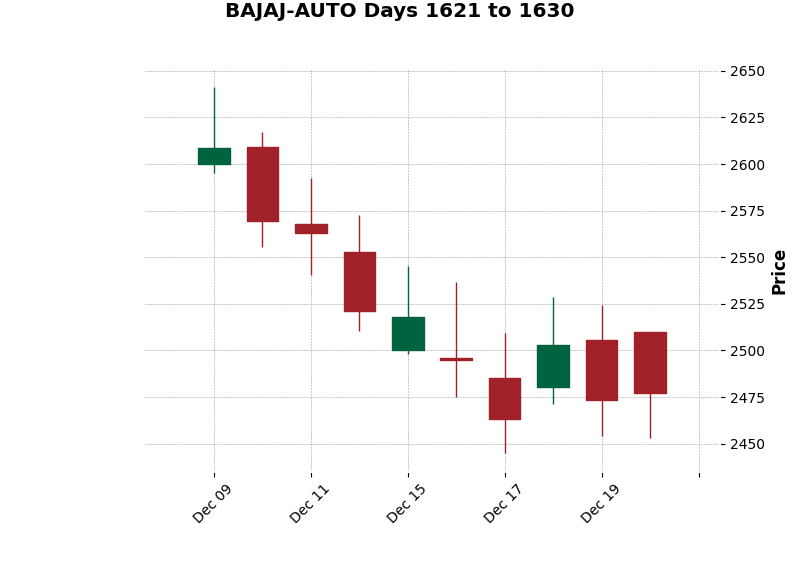 BAJAJ-AUTO Days 1621 to 1630
2650
2625
2600
2575
2550
2525
2500
2475
2450
Price
Dec 09
Dec 11
Dec 15
Dec 17
Dec 19